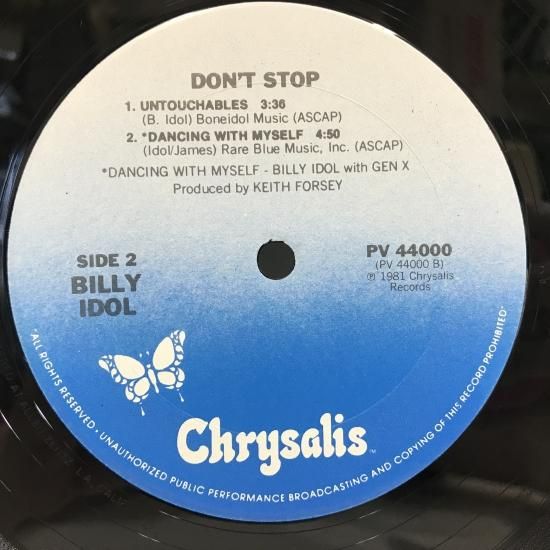 DON'T STOP
1. UNTOUCHABLES 3:36
(B. Idol) Boneidol Music (ASCAP)
2. *DANCING WITH MYSELF 4:50
(Idol/James) Rare Blue Music, Inc. (ASCAP)
*DANCING WITH MYSELF - BILLY IDOL with GEN X
Produced by KEITH FORSEY
SIDE 2
BILLY
IDOL
PV 44000
(PV 44000 B)
℗ 1981 Chrysalis
Records
Chrysalis™
"ALL RIGHTS RESERVED • UNAUTHORIZED PUBLIC PERFORMANCE BROADCASTING AND COPYING OF THIS RECORD PROHIBITED"